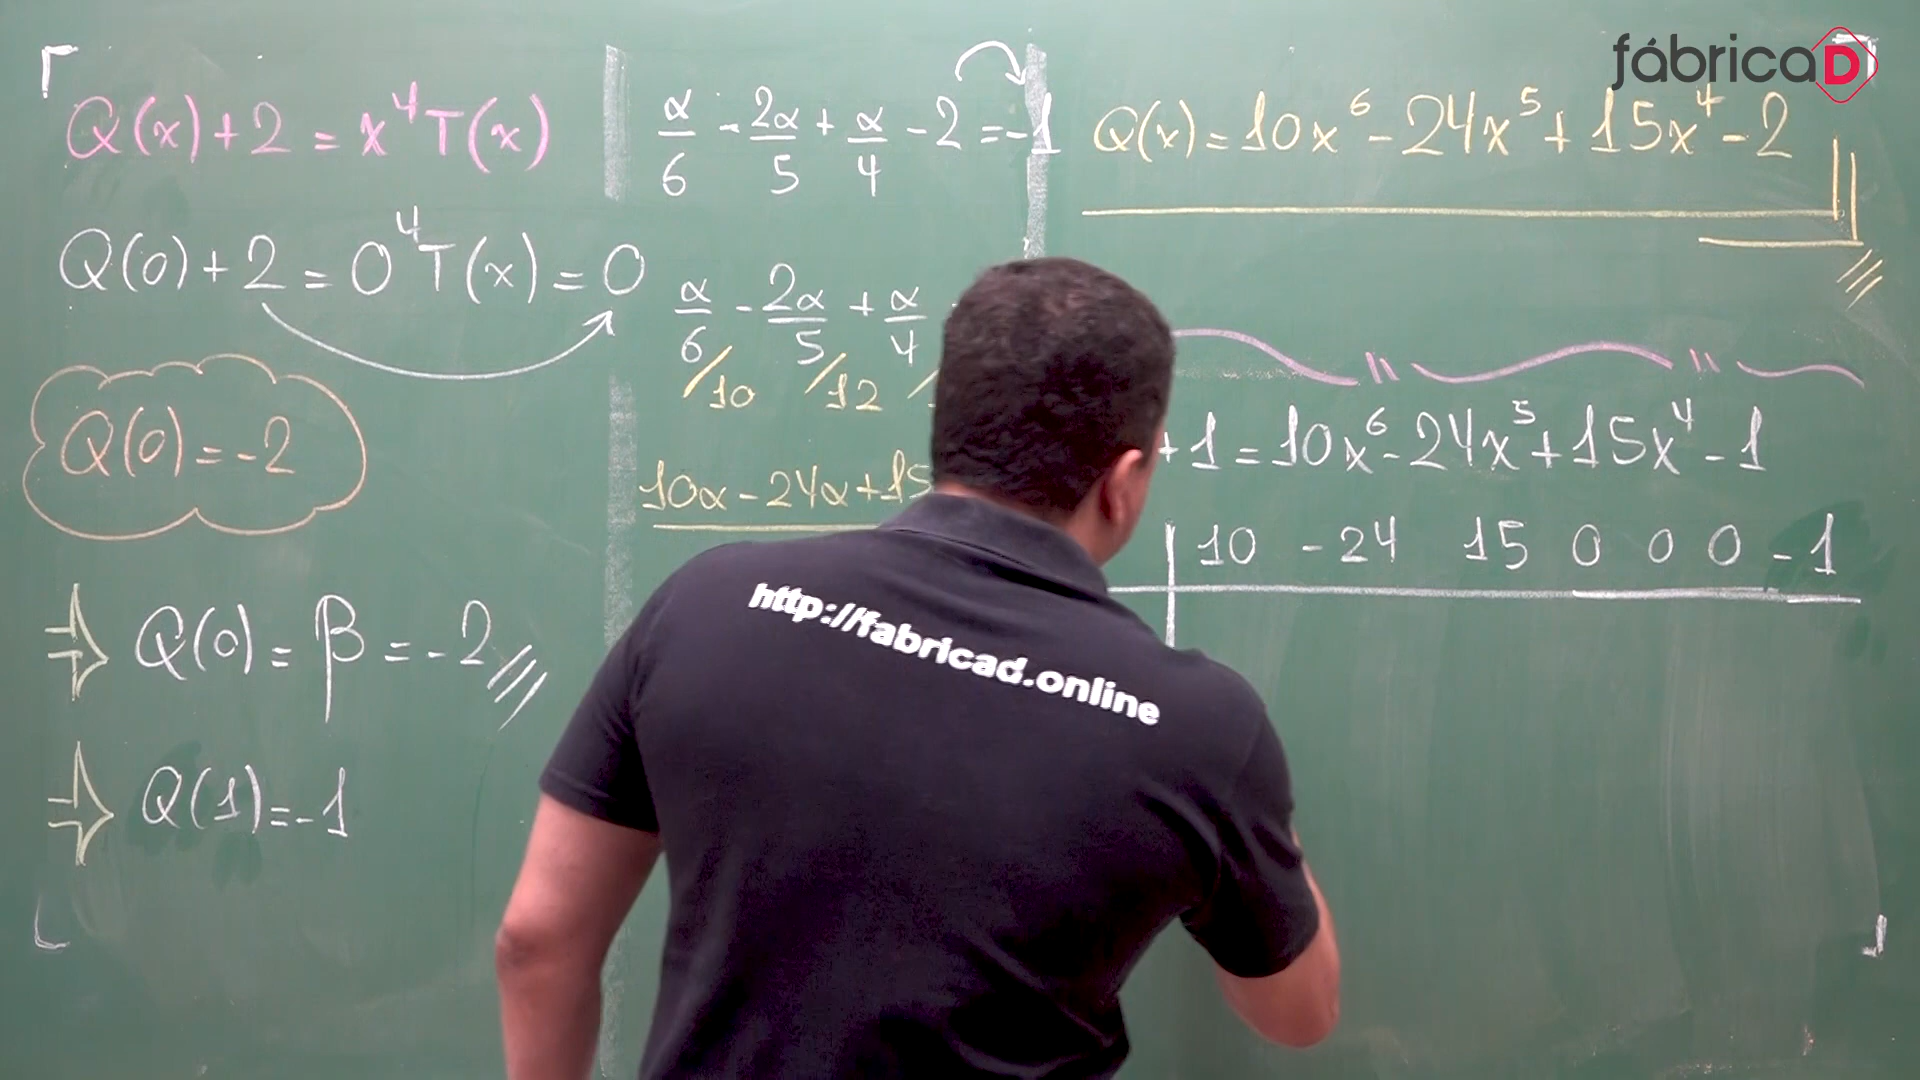 fábricaD
Q(x)+2=x⁴T(x)
Q(0)+2=0⁴T(x)=0
Q(0)=-2
⇒ Q(0)=β=-2
⇒ Q(1)=-1
α/6 - 2α/5 + α/4 - 2 = -1
α/6 - 2α/5 + α/4
/10 /12 /
10α-24α+15
Q(x)=10x⁶-24x⁵+15x⁴-2
+1=10x⁶-24x⁵+15x⁴-1
10 -24 15 0 0 0 -1
http://fabricad.online